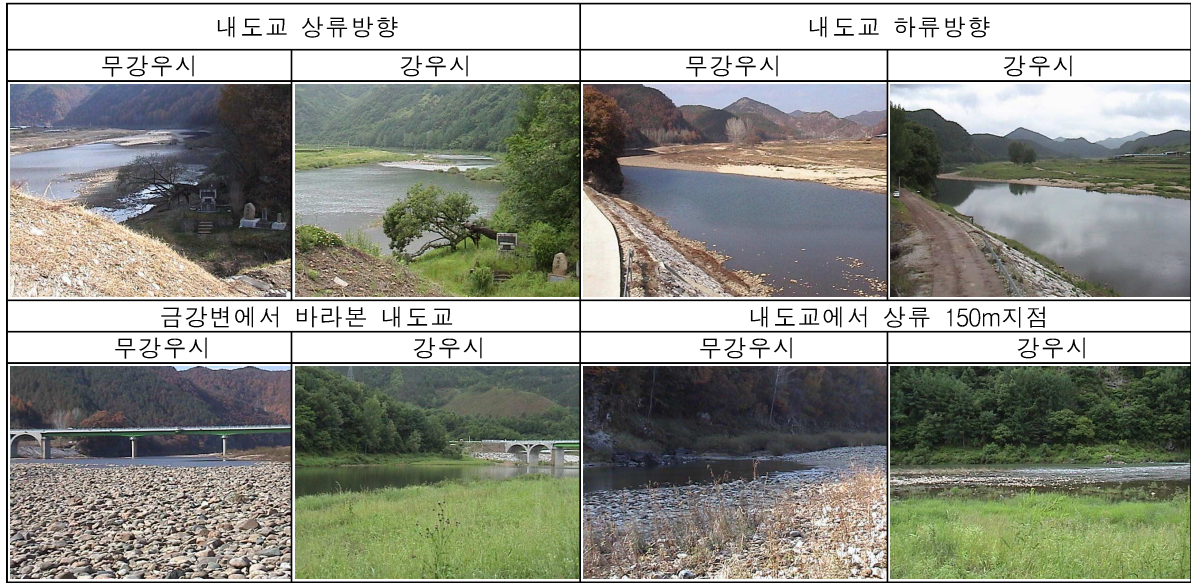 내도교 상류방향
내도교 하류방향
무강우시
강우시
무강우시
강우시
금강변에서 바라본 내도교
내도교에서 상류 150m지점
무강우시
강우시
무강우시
강우시